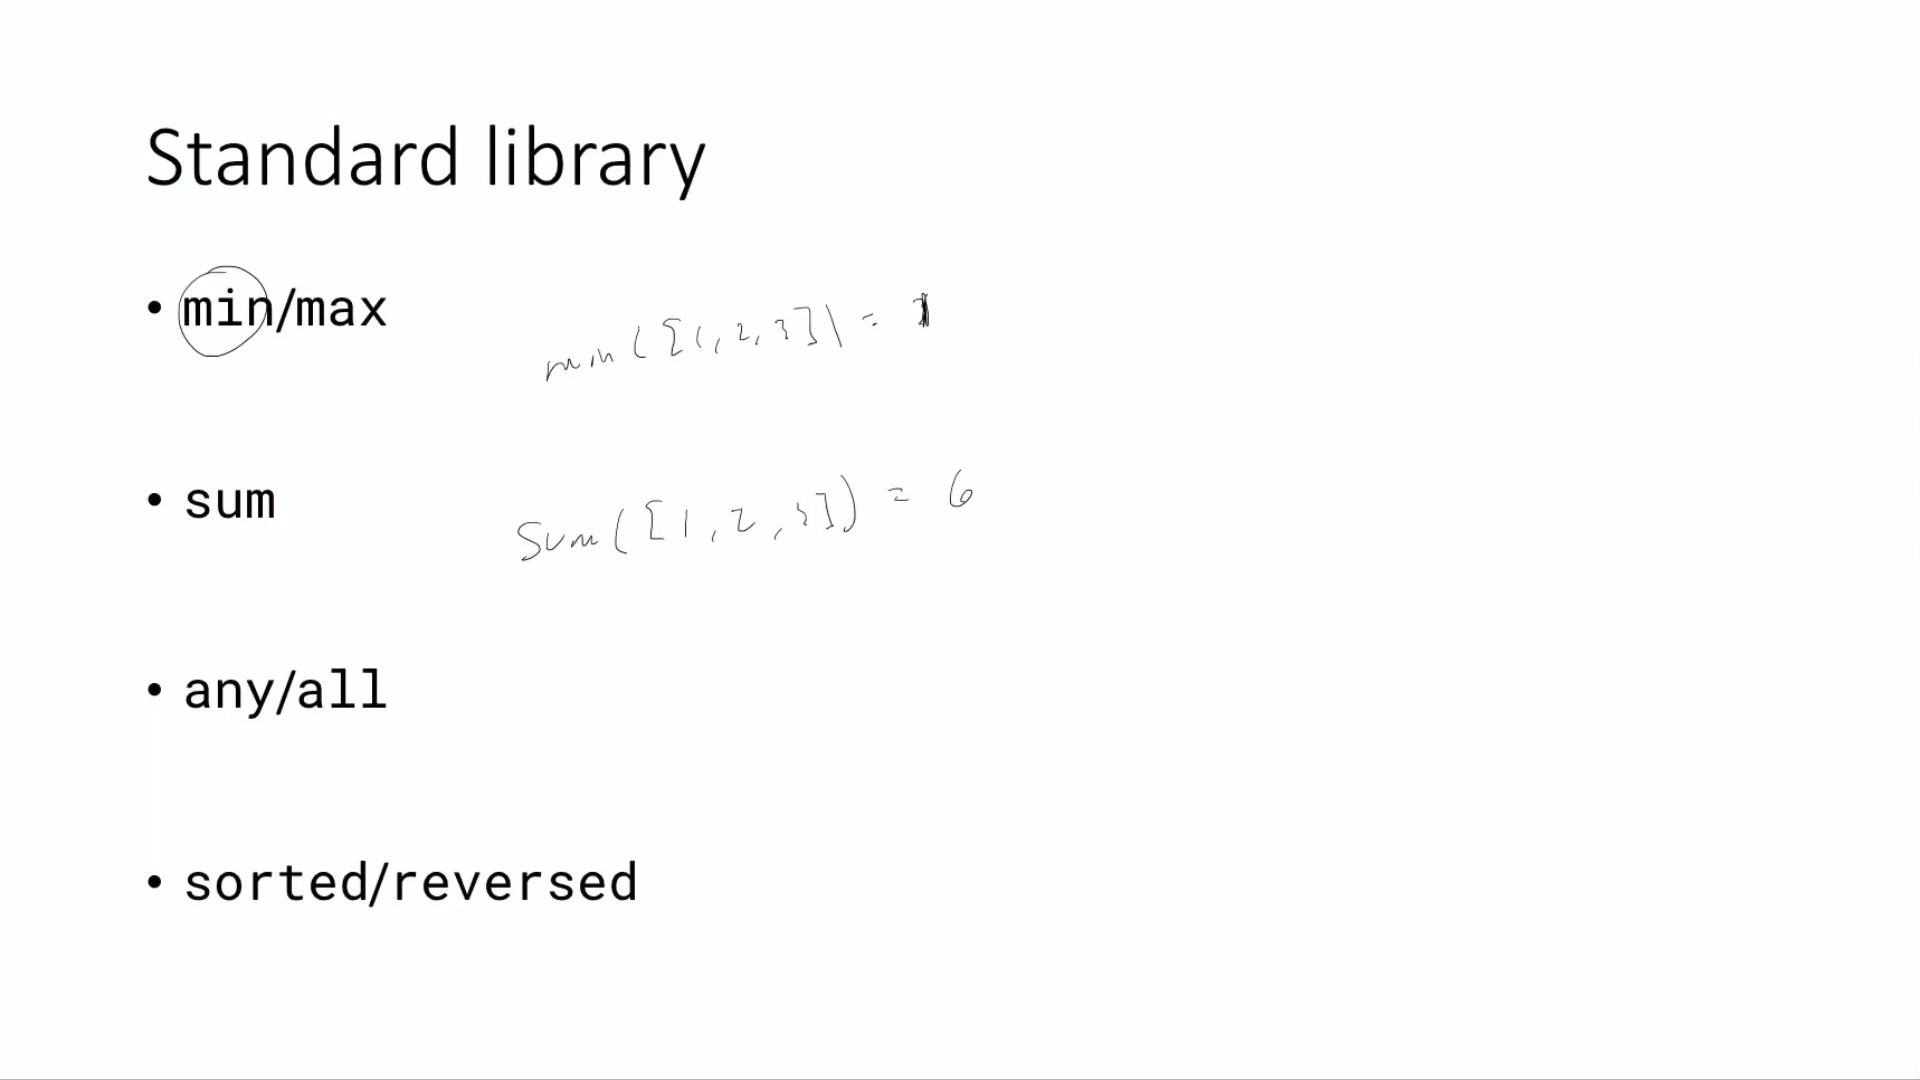 Standard library
• min/max
min([1,2,3]) = 1
• sum
sum([1,2,3]) = 6
• any/all
• sorted/reversed